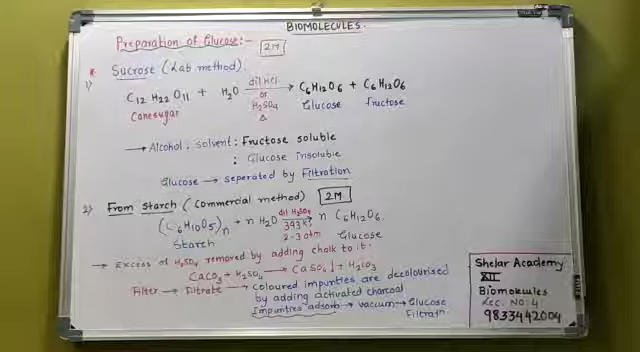 BIOMOLECULES.
Preparation of Glucose:- 2M
* Sucrose (Lab method)
1) C12 H22 O11 + H2O dil HCl or H2SO4 Δ → C6H12O6 + C6H12O6
Canesugar Glucose Fructose
→ Alcohol : solvent : Fructose soluble
: Glucose insoluble
Glucose → seperated by Filtration
2) From Starch (Commercial method) 2M
(C6H10O5)n + n H2O dil H2SO4 393 K 2-3 atm → n C6H12O6.
Starch Glucose
→ Excess of H2SO4 removed by adding chalk to it.
CaCO3 + H2SO4 → CaSO4↓ + H2CO3
Filter → Filtrate → Coloured impurties are decolourised
by adding activated charcoal
Impurties adsorb → vacuum → Glucose
Filtratn
Shelar Academy
XII
Biomolcules
Lec. No: 4
9833442004